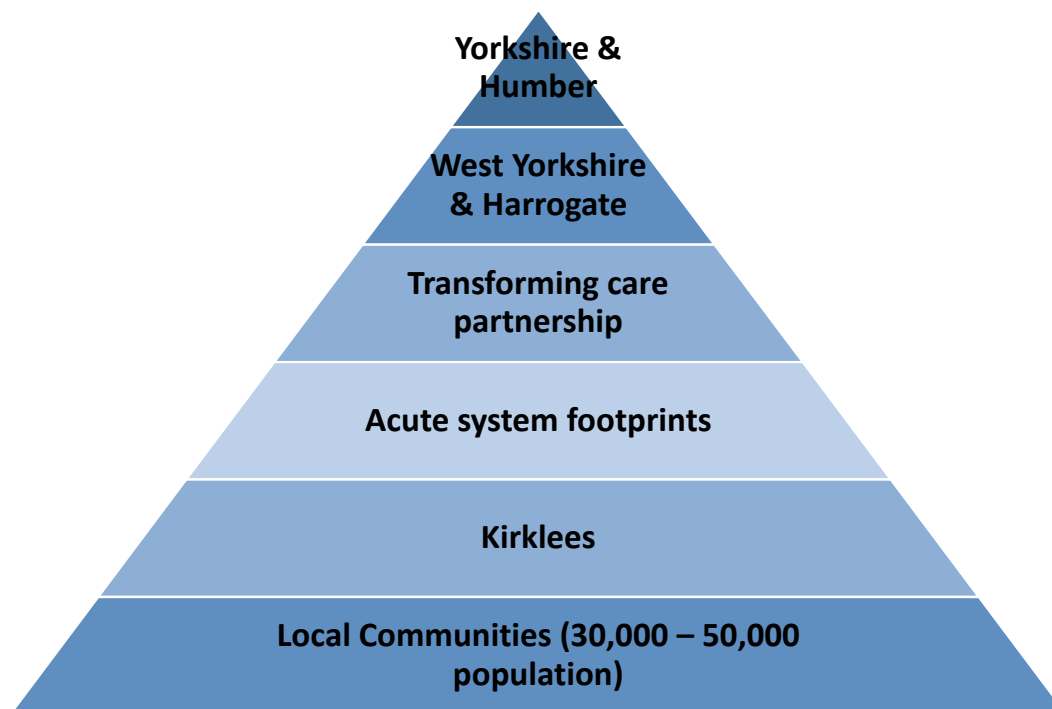 Yorkshire &
Humber
West Yorkshire
& Harrogate
Transforming care
partnership
Acute system footprints
Kirklees
Local Communities (30,000 – 50,000
population)